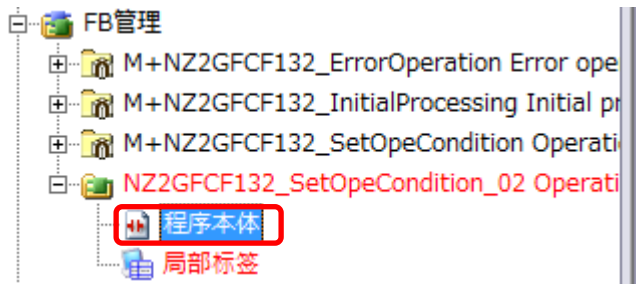 FB管理
M+NZ2GFCF132_ErrorOperation Error ope
M+NZ2GFCF132_InitialProcessing Initial pr
M+NZ2GFCF132_SetOpeCondition Operati
NZ2GFCF132_SetOpeCondition_02 Operati
程序本体
局部标签